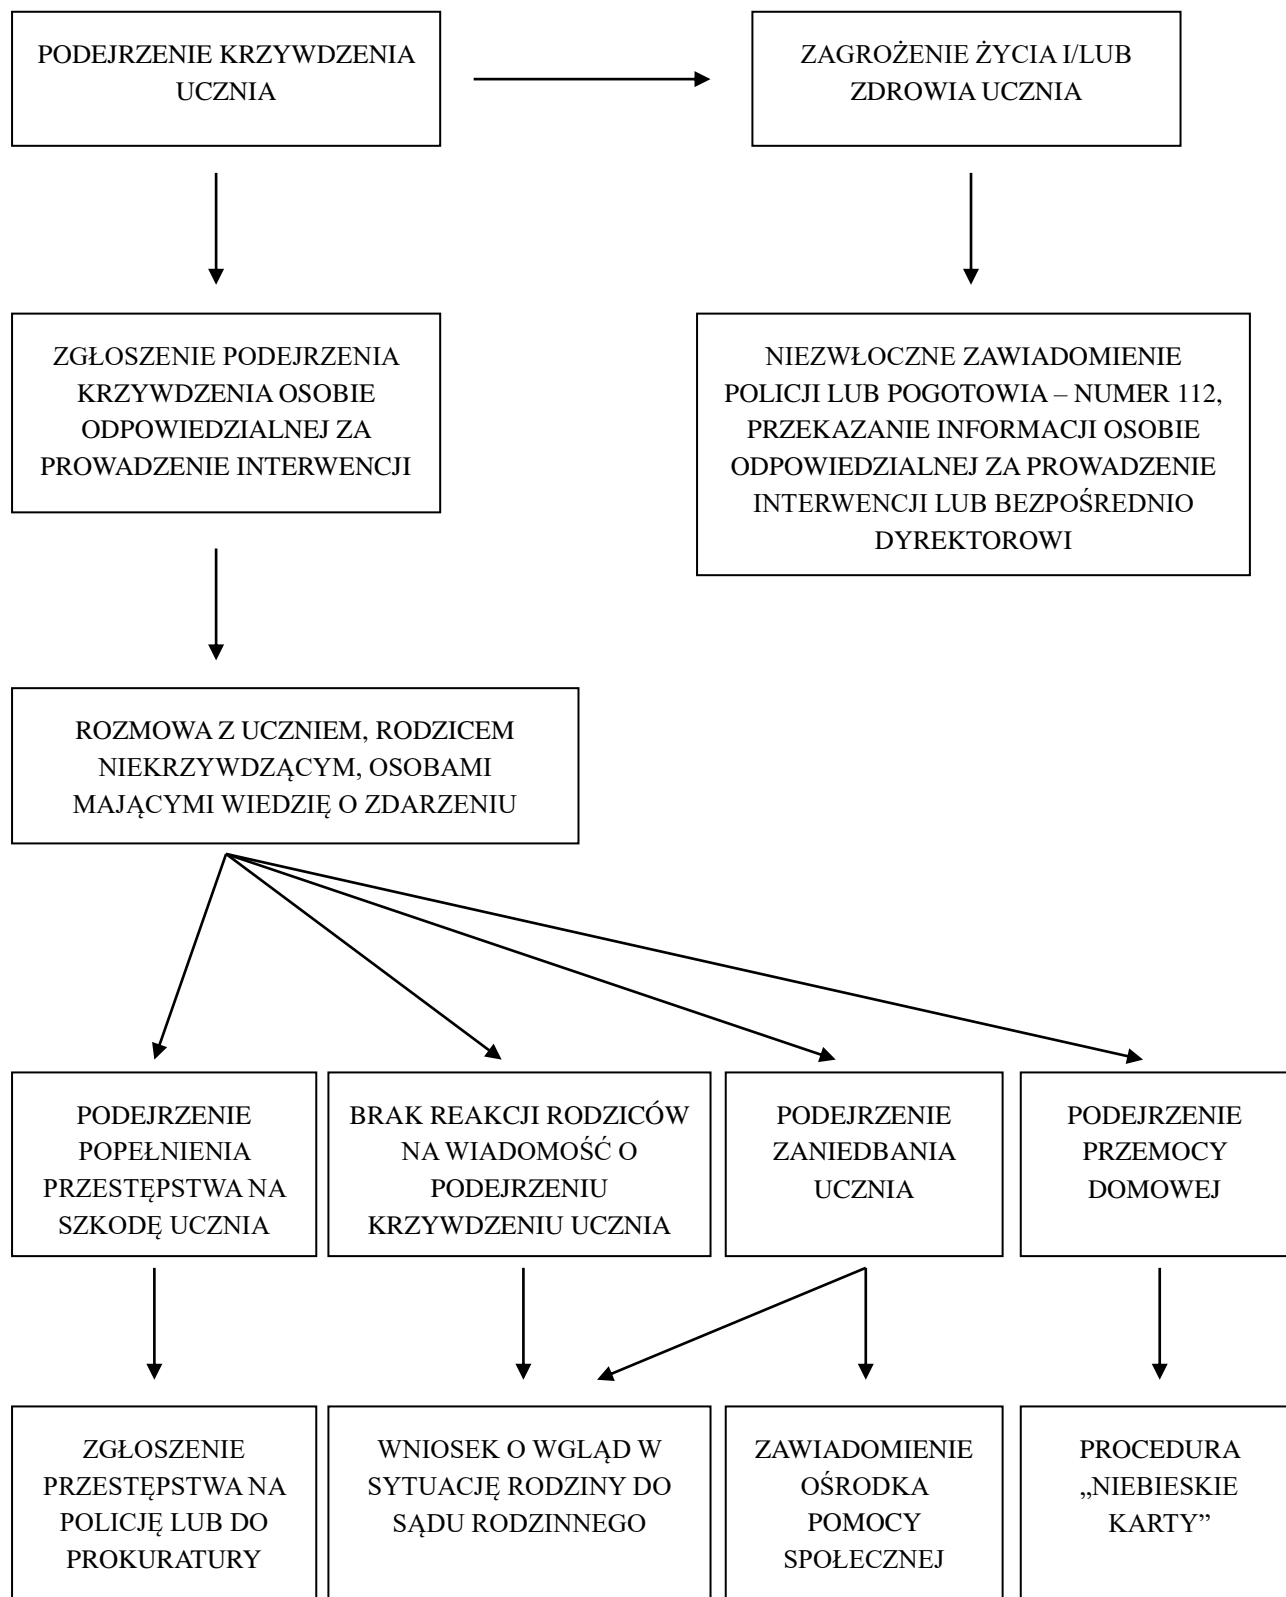 PODEJRZENIE KRZYWDZENIA
UCZNIA
ZAGROŻENIE ŻYCIA I/LUB
ZDROWIA UCZNIA
ZGŁOSZENIE PODEJRZENIA
KRZYWDZENIA OSOBIE
ODPOWIEDZIALNEJ ZA
PROWADZENIE INTERWENCJI
NIEZWŁOCZNE ZAWIADOMIENIE
POLICJI LUB POGOTOWIA – NUMER 112,
PRZEKAZANIE INFORMACJI OSOBIE
ODPOWIEDZIALNEJ ZA PROWADZENIE
INTERWENCJI LUB BEZPOŚREDNIO
DYREKTOROWI
ROZMOWA Z UCZNIEM, RODZICEM
NIEKRZYWDZĄCYM, OSOBAMI
MAJĄCYMI WIEDZIĘ O ZDARZENIU
PODEJRZENIE
POPEŁNIENIA
PRZESTĘPSTWA NA
SZKODĘ UCZNIA
BRAK REAKCJI RODZICÓW
NA WIADOMOŚĆ O
PODEJRZENIU
KRZYWDZENIU UCZNIA
PODEJRZENIE
ZANIEDBANIA
UCZNIA
PODEJRZENIE
PRZEMOCY
DOMOWEJ
ZGŁOSZENIE
PRZESTĘPSTWA NA
POLICJĘ LUB DO
PROKURATURY
WNIOSEK O WGLĄD W
SYTUACJĘ RODZINY DO
SĄDU RODZINNEGO
ZAWIADOMIENIE
OŚRODKA
POMOCY
SPOŁECZNEJ
PROCEDURA
„NIEBIESKIE
KARTY”